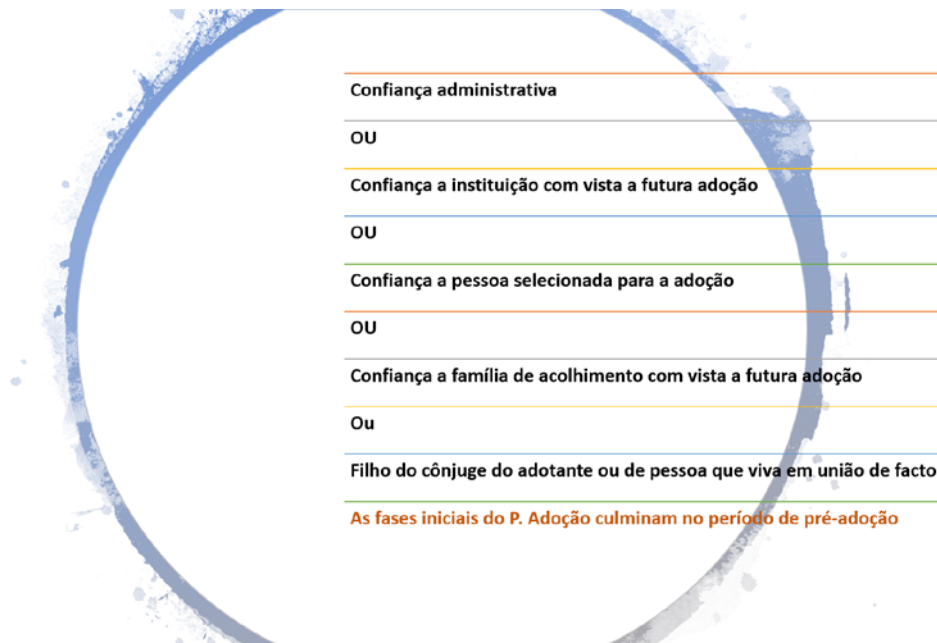 Confiança administrativa
OU
Confiança a instituição com vista a futura adoção
OU
Confiança a pessoa selecionada para a adoção
OU
Confiança a família de acolhimento com vista a futura adoção
Ou
Filho do cônjuge do adotante ou de pessoa que viva em união de facto
As fases iniciais do P. Adoção culminam no período de pré-adoção